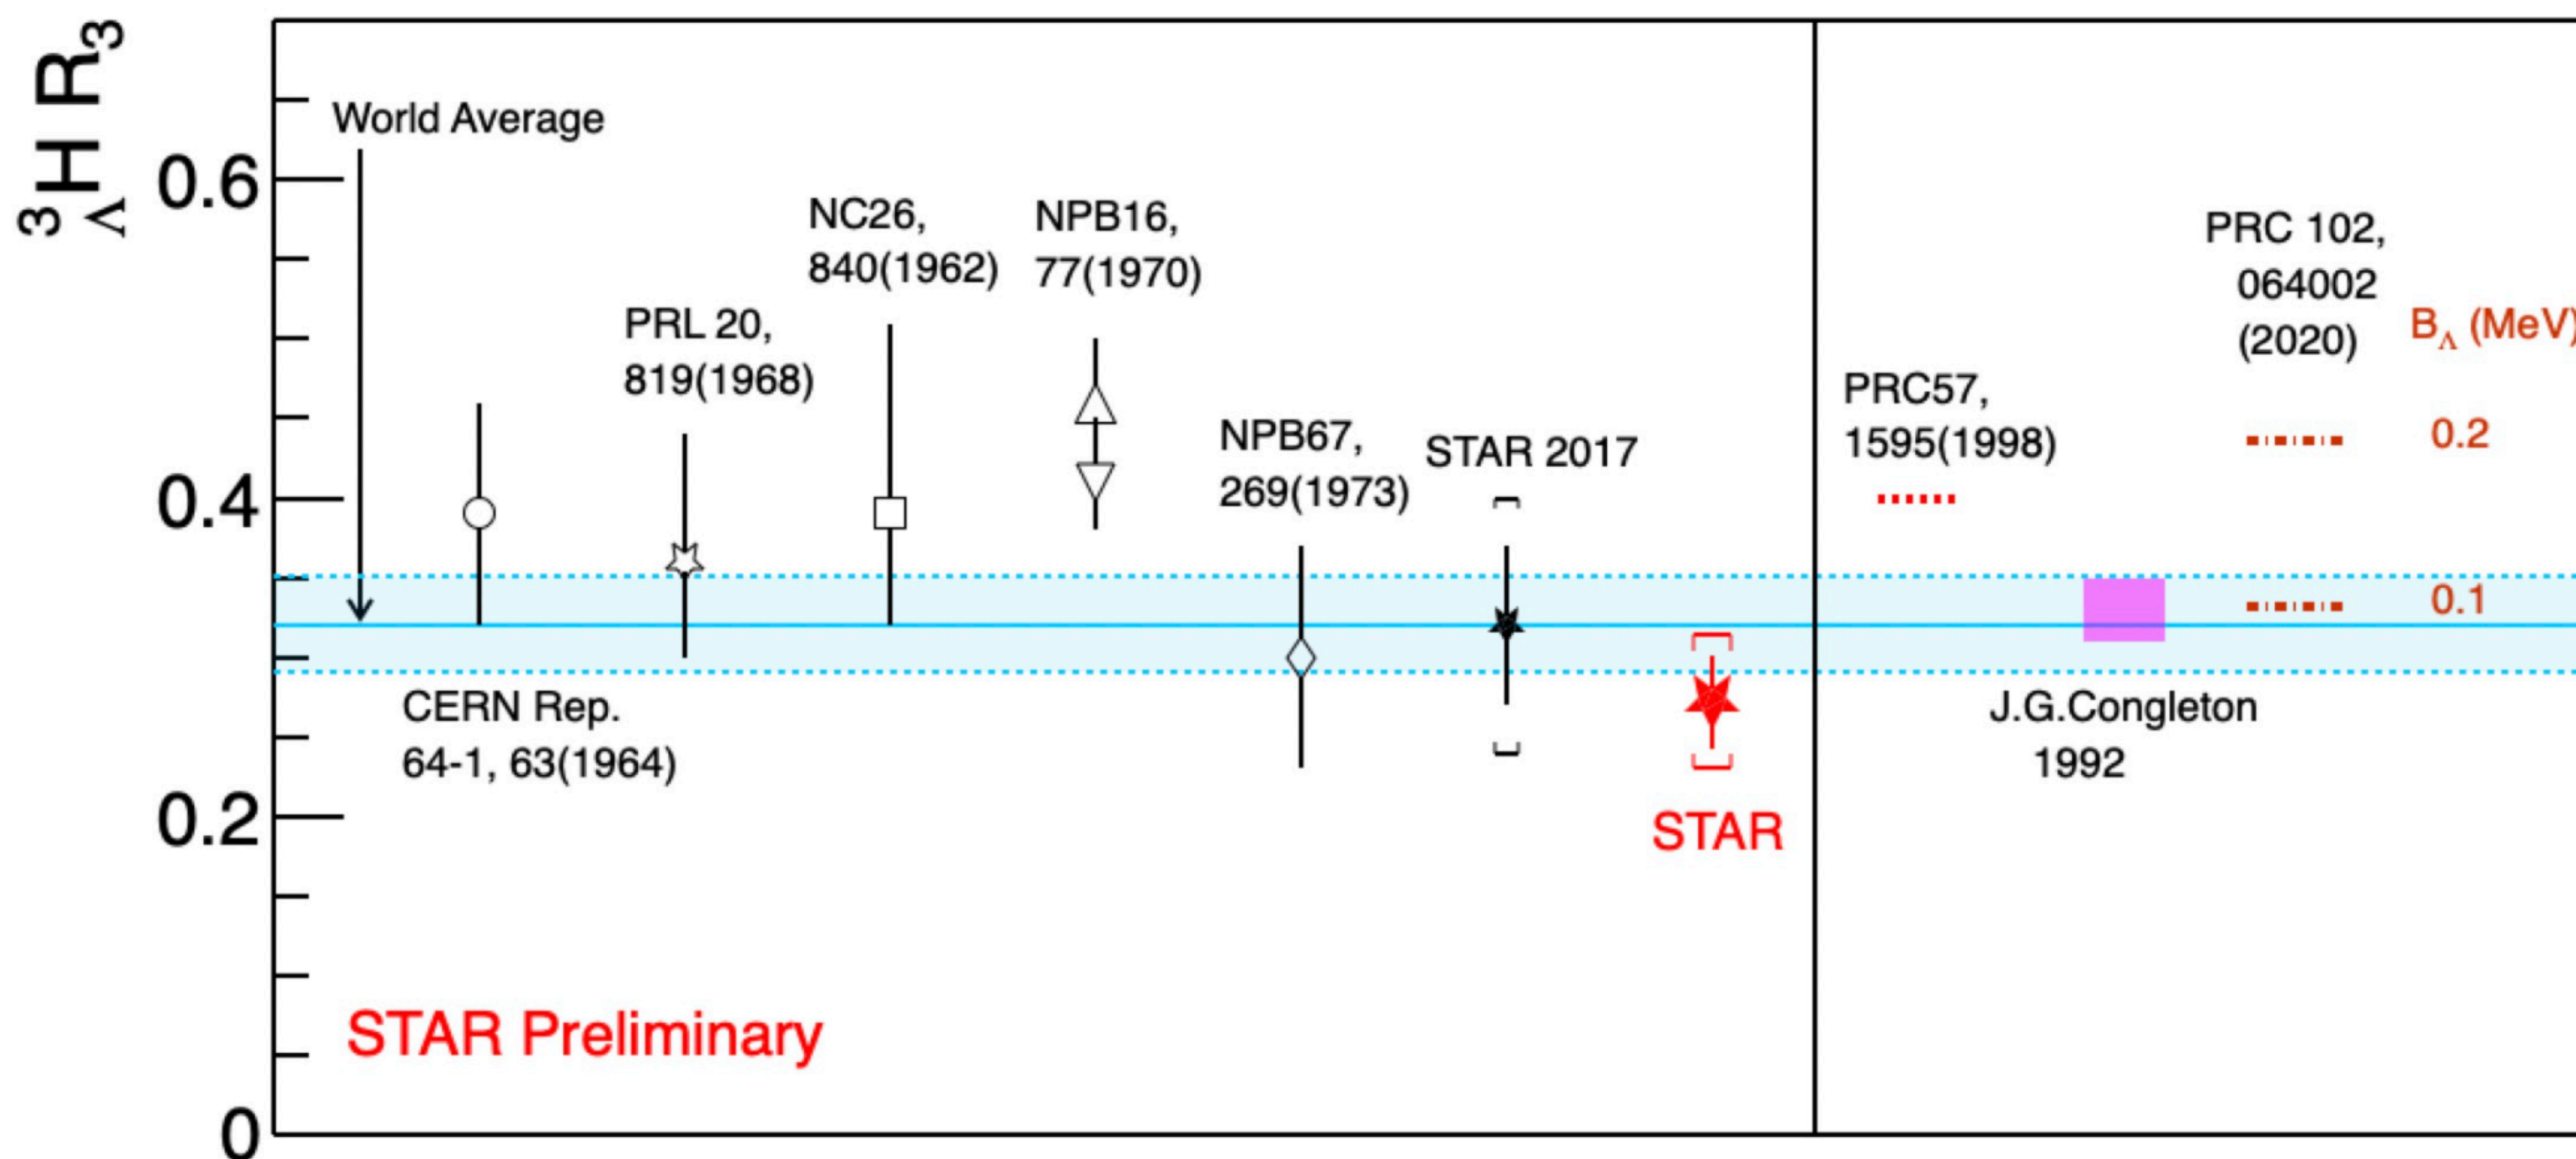 ³ΛH R₃
0.6
0.4
0.2
0
World Average
CERN Rep.
64-1, 63(1964)
PRL 20,
819(1968)
NC26,
840(1962)
NPB16,
77(1970)
NPB67,
269(1973)
STAR 2017
STAR
STAR Preliminary
PRC57,
1595(1998)
J.G.Congleton
1992
PRC 102,
064002
(2020)
BΛ (MeV)
0.2
0.1